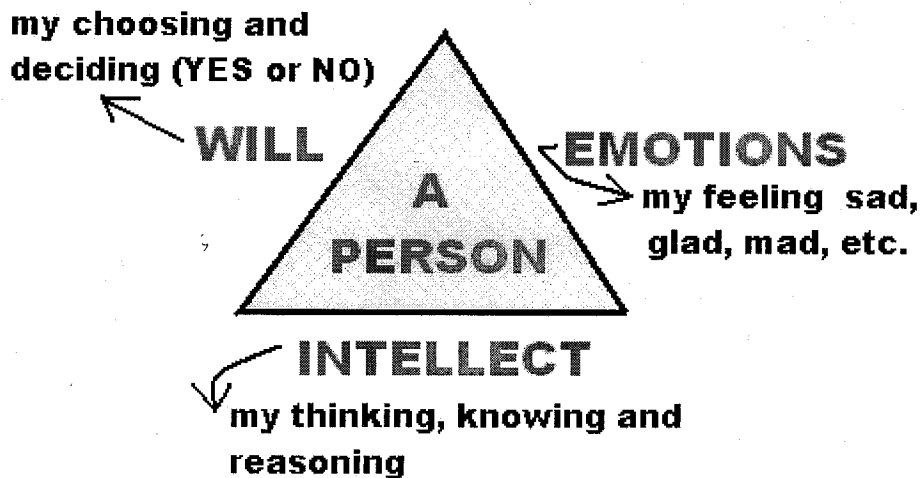 my choosing and
deciding (YES or NO)
WILL
EMOTIONS
my feeling sad,
glad, mad, etc.
A
PERSON
INTELLECT
my thinking, knowing and
reasoning